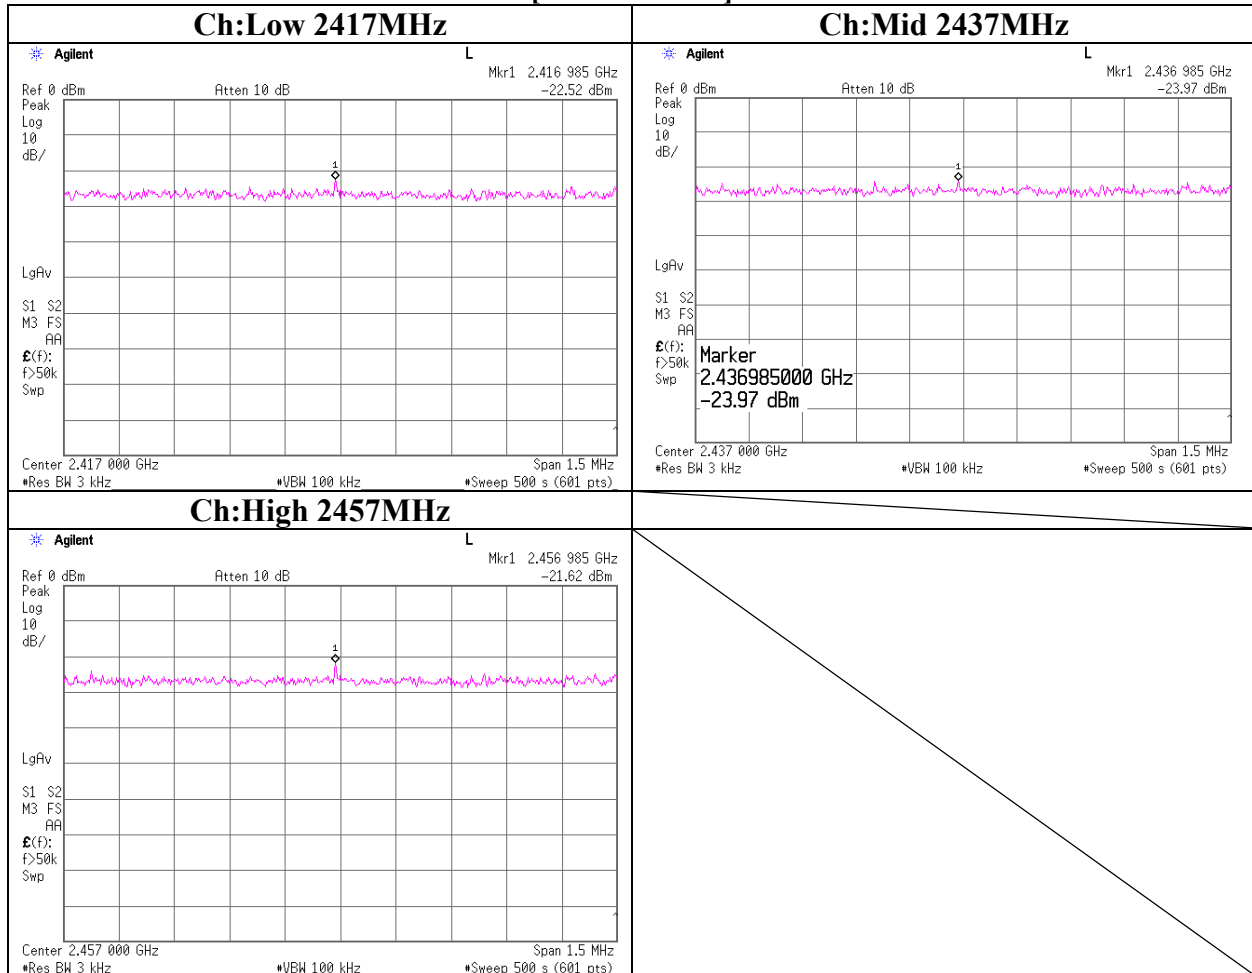 Ch:Low 2417MHz
Agilent
L
Mkr1 2.416 985 GHz
Ref 0 dBm
Atten 10 dB
-22.52 dBm
Peak
Log
10
dB/
1
LgAv
S1 S2
M3 FS
AA
£(f):
f>50k
Swp
Center 2.417 000 GHz
Span 1.5 MHz
#Res BW 3 kHz
#VBW 100 kHz
#Sweep 500 s (601 pts)
Ch:Mid 2437MHz
Agilent
L
Mkr1 2.436 985 GHz
Ref 0 dBm
Atten 10 dB
-23.97 dBm
Peak
Log
10
dB/
1
LgAv
S1 S2
M3 FS
AA
£(f):
f>50k
Swp
Marker
2.436985000 GHz
-23.97 dBm
Center 2.437 000 GHz
Span 1.5 MHz
#Res BW 3 kHz
#VBW 100 kHz
#Sweep 500 s (601 pts)
Ch:High 2457MHz
Agilent
L
Mkr1 2.456 985 GHz
Ref 0 dBm
Atten 10 dB
-21.62 dBm
Peak
Log
10
dB/
1
LgAv
S1 S2
M3 FS
AA
£(f):
f>50k
Swp
Center 2.457 000 GHz
Span 1.5 MHz
#Res BW 3 kHz
#VBW 100 kHz
#Sweep 500 s (601 pts)